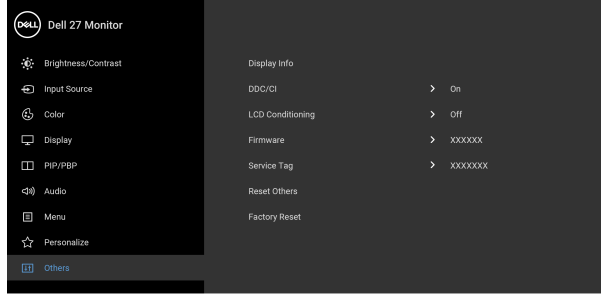 DELL Dell 27 Monitor
Brightness/Contrast
Display Info
Input Source
DDC/CI > On
Color
LCD Conditioning > Off
Display
Firmware > XXXXXX
PIP/PBP
Service Tag > XXXXXXX
Audio
Reset Others
Menu
Factory Reset
Personalize
Others